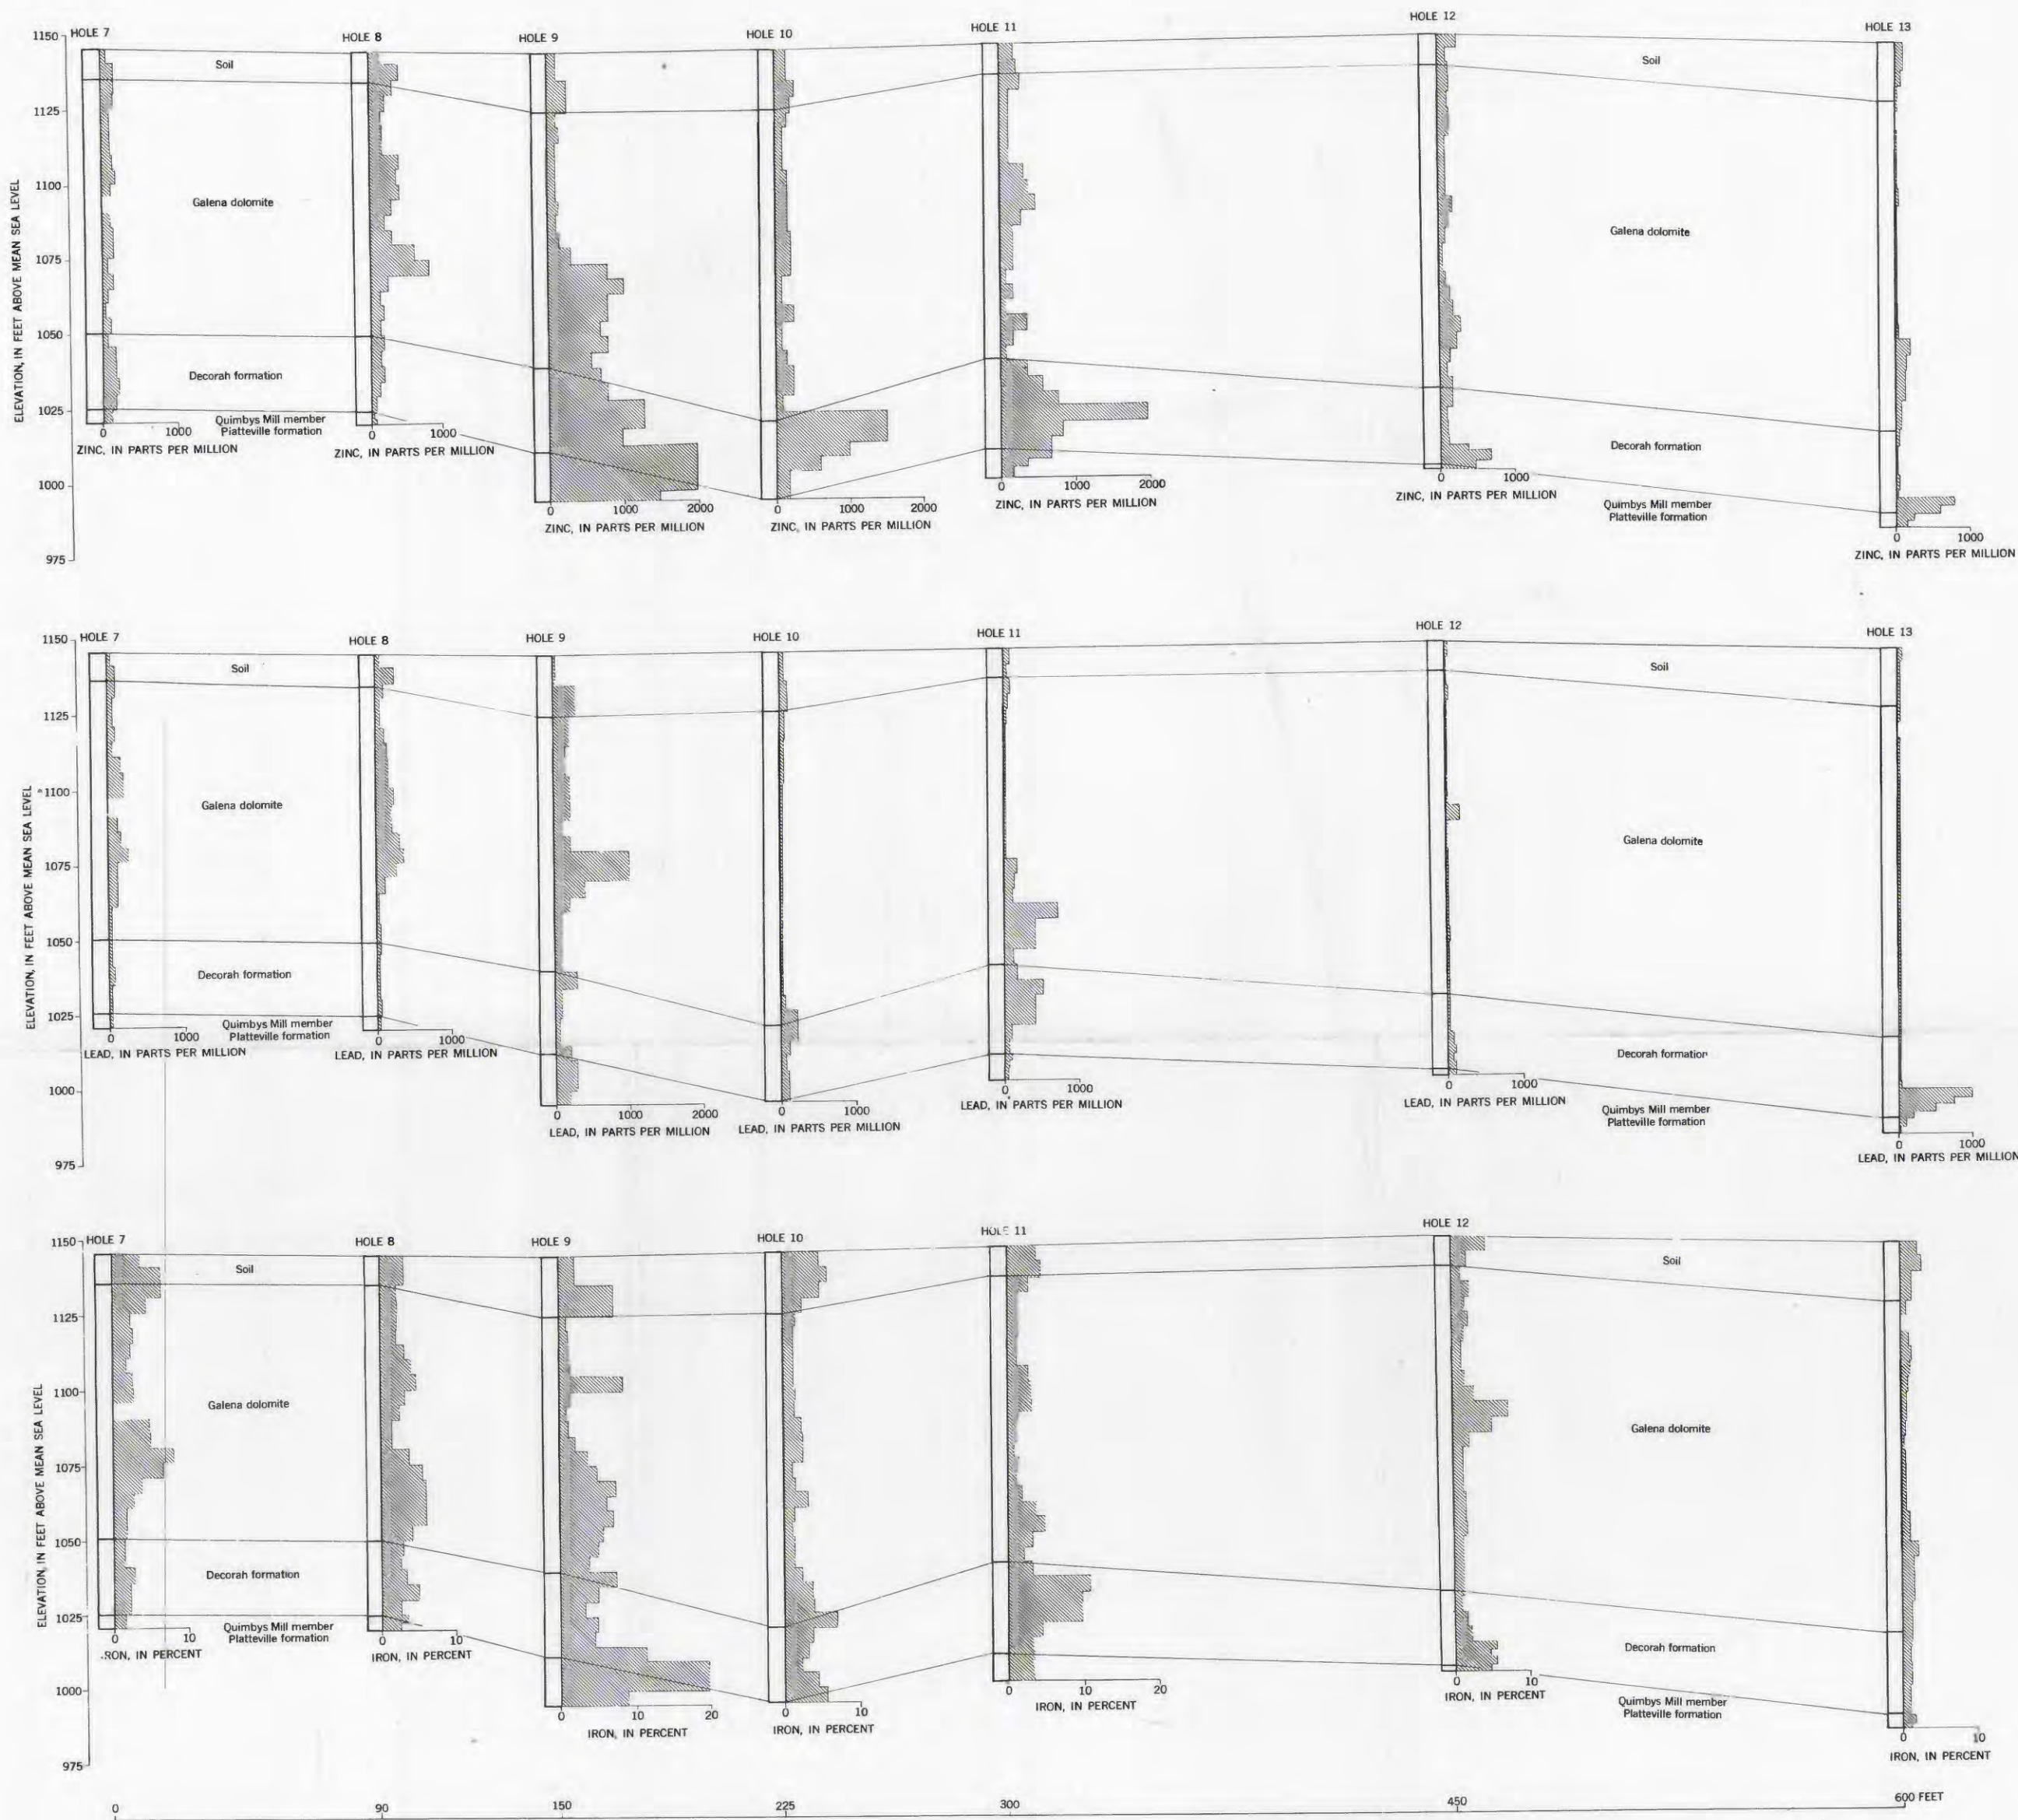 HOLE 7
HOLE 8
HOLE 9
HOLE 10
HOLE 11
HOLE 12
HOLE 13
1150
1125
1100
1075
1050
1025
1000
975
ELEVATION, IN FEET ABOVE MEAN SEA LEVEL
Soil
Soil
Galena dolomite
Galena dolomite
Decorah formation
Decorah formation
Quimbys Mill member
Platteville formation
Quimbys Mill member
Platteville formation
0 1000
ZINC, IN PARTS PER MILLION
0 1000
ZINC, IN PARTS PER MILLION
0 1000 2000
ZINC, IN PARTS PER MILLION
0 1000 2000
ZINC, IN PARTS PER MILLION
0 1000 2000
ZINC, IN PARTS PER MILLION
0 1000
ZINC, IN PARTS PER MILLION
0 1000
ZINC, IN PARTS PER MILLION
HOLE 7
HOLE 8
HOLE 9
HOLE 10
HOLE 11
HOLE 12
HOLE 13
1150
1125
1100
1075
1050
1025
1000
975
ELEVATION, IN FEET ABOVE MEAN SEA LEVEL
Soil
Soil
Galena dolomite
Galena dolomite
Decorah formation
Decorah formation
Quimbys Mill member
Platteville formation
Quimbys Mill member
Platteville formation
0 1000
LEAD, IN PARTS PER MILLION
0 1000
LEAD, IN PARTS PER MILLION
0 1000 2000
LEAD, IN PARTS PER MILLION
0 1000
LEAD, IN PARTS PER MILLION
0 1000
LEAD, IN PARTS PER MILLION
0 1000
LEAD, IN PARTS PER MILLION
0 1000
LEAD, IN PARTS PER MILLION
HOLE 7
HOLE 8
HOLE 9
HOLE 10
HOLE 11
HOLE 12
1150
1125
1100
1075
1050
1025
1000
975
ELEVATION, IN FEET ABOVE MEAN SEA LEVEL
Soil
Soil
Galena dolomite
Galena dolomite
Decorah formation
Decorah formation
Quimbys Mill member
Platteville formation
Quimbys Mill member
Platteville formation
0 10
IRON, IN PERCENT
0 10
IRON, IN PERCENT
0 10 20
IRON, IN PERCENT
0 10
IRON, IN PERCENT
0 10 20
IRON, IN PERCENT
0 10
IRON, IN PERCENT
0 10
IRON, IN PERCENT
0 90 150 225 300 450 600 FEET